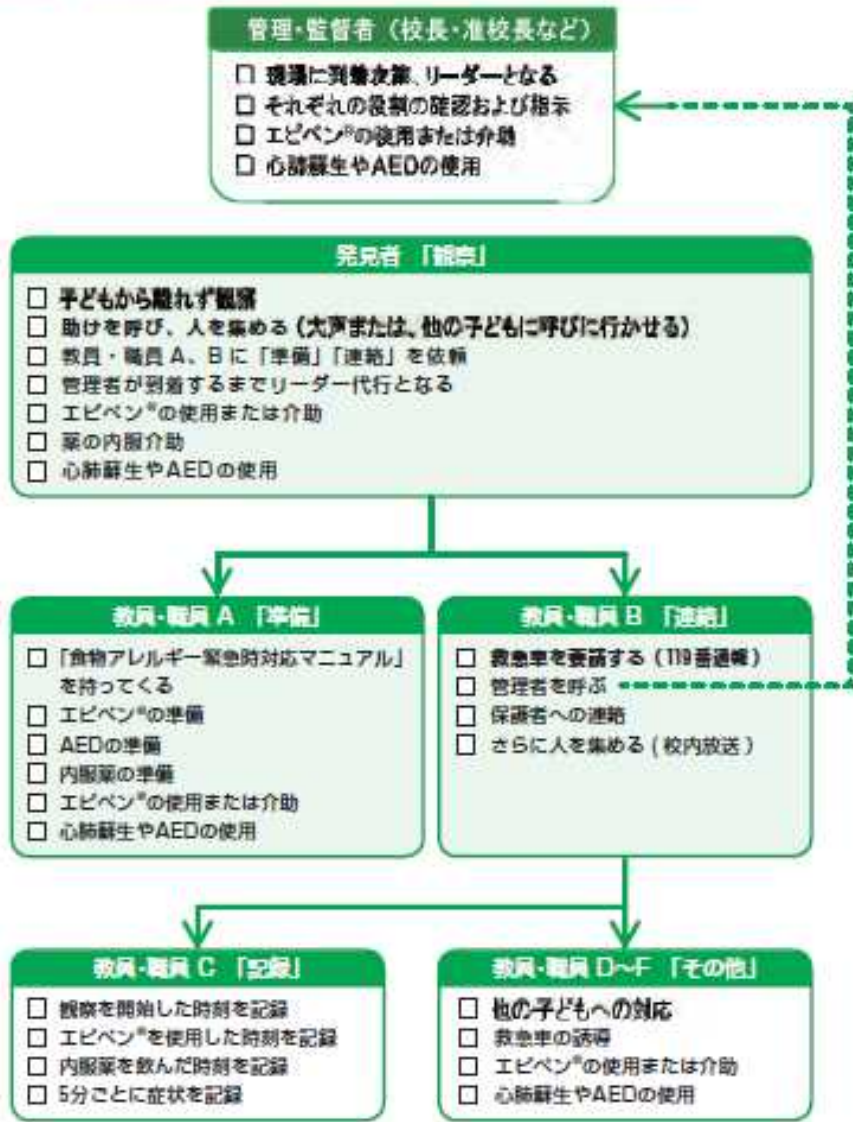 管理・監督者（校長・准校長など）
□ 現場に到着次第、リーダーとなる
□ それぞれの役割の確認および指示
□ エピペン®の使用または介助
□ 心肺蘇生やAEDの使用
発見者 「観察」
□ 子どもから離れず観察
□ 助けを呼び、人を集める（大声または、他の子どもに呼びに行かせる）
□ 教員・職員 A、B に「準備」「連絡」を依頼
□ 管理者が到着するまでリーダー代行となる
□ エピペン®の使用または介助
□ 薬の内服介助
□ 心肺蘇生やAEDの使用
教員・職員 A 「準備」
□ 「食物アレルギー緊急時対応マニュアル」
を持ってくる
□ エピペン®の準備
□ AEDの準備
□ 内服薬の準備
□ エピペン®の使用または介助
□ 心肺蘇生やAEDの使用
教員・職員 B 「連絡」
□ 救急車を要請する（119番通報）
□ 管理者を呼ぶ
□ 保護者への連絡
□ さらに人を集める（校内放送）
教員・職員 C 「記録」
□ 観察を開始した時刻を記録
□ エピペン®を使用した時刻を記録
□ 内服薬を飲んだ時刻を記録
□ 5分ごとに症状を記録
教員・職員 D～F 「その他」
□ 他の子どもへの対応
□ 救急車の誘導
□ エピペン®の使用または介助
□ 心肺蘇生やAEDの使用